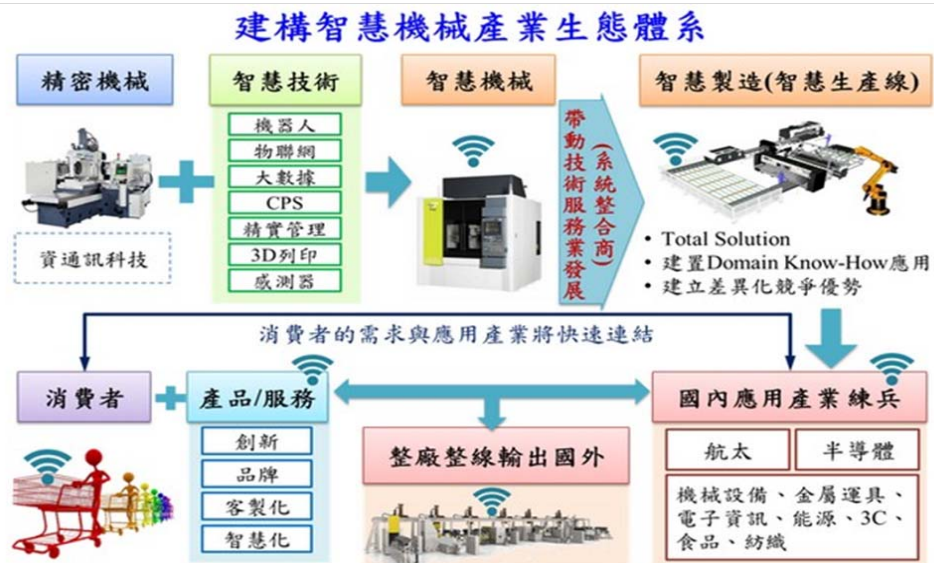 建構智慧機械產業生態體系
精密機械
智慧技術
智慧機械
智慧製造(智慧生產線)
機器人
物聯網
大數據
CPS
精實管理
3D列印
感測器
資通訊科技
帶動技術服務業發展
(系統整合商)
• Total Solution
• 建置Domain Know-How應用
• 建立差異化競爭優勢
消費者的需求與應用產業將快速連結
消費者
產品/服務
國內應用產業練兵
創新
品牌
客製化
智慧化
整廠整線輸出國外
航太
半導體
機械設備、金屬運具、
電子資訊、能源、3C、
食品、紡織